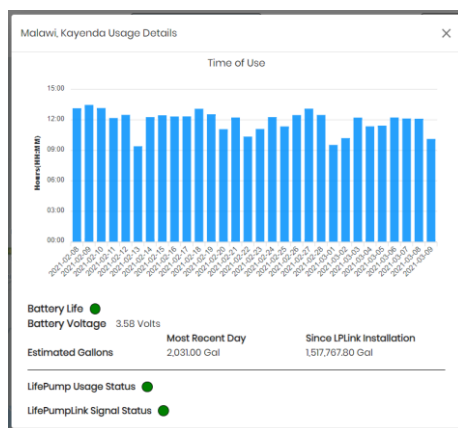 Malawi, Kayenda Usage Details
Time of Use
15:00
12:00
09:00
06:00
03:00
00:00
Hours(HH:MM)
2021-02-08 2021-02-09 2021-02-10 2021-02-11 2021-02-12 2021-02-13 2021-02-14 2021-02-15 2021-02-16 2021-02-17 2021-02-18 2021-02-19 2021-02-20 2021-02-21 2021-02-22 2021-02-23 2021-02-24 2021-02-25 2021-02-26 2021-02-27 2021-02-28 2021-03-01 2021-03-02 2021-03-03 2021-03-04 2021-03-05 2021-03-06 2021-03-07 2021-03-08 2021-03-09
Battery Life
Battery Voltage 3.58 Volts
Most Recent Day Since LPLink Installation
Estimated Gallons 2,031.00 Gal 1,517,767.80 Gal
LifePump Usage Status
LifePumpLink Signal Status